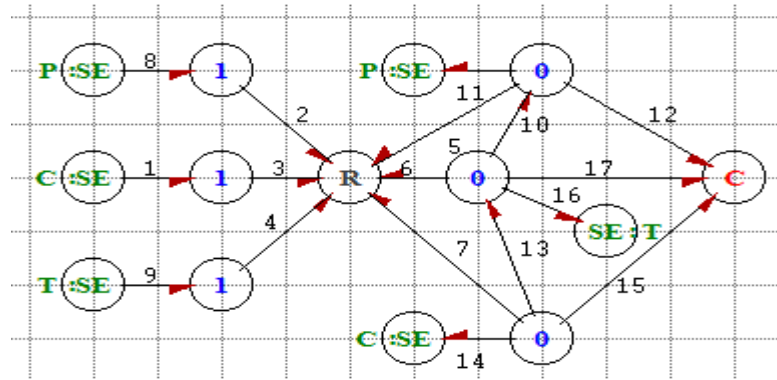 P :SE 8 1 P :SE 0
2 11 10 12
C :SE 1 1 3 R 6 5 0 17 C
4 16 SE :T
T :SE 9 1 7 13 15
C :SE 14 0